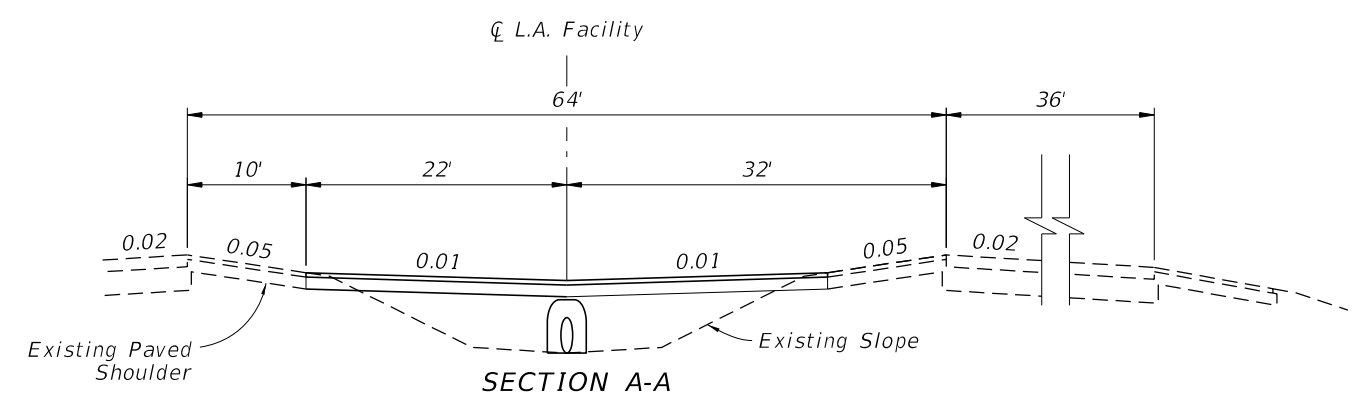 ℄ L.A. Facility
64'
36'
10'
22'
32'
0.02
0.05
0.01
0.01
0.05
0.02
Existing Paved
Shoulder
Existing Slope
SECTION A-A